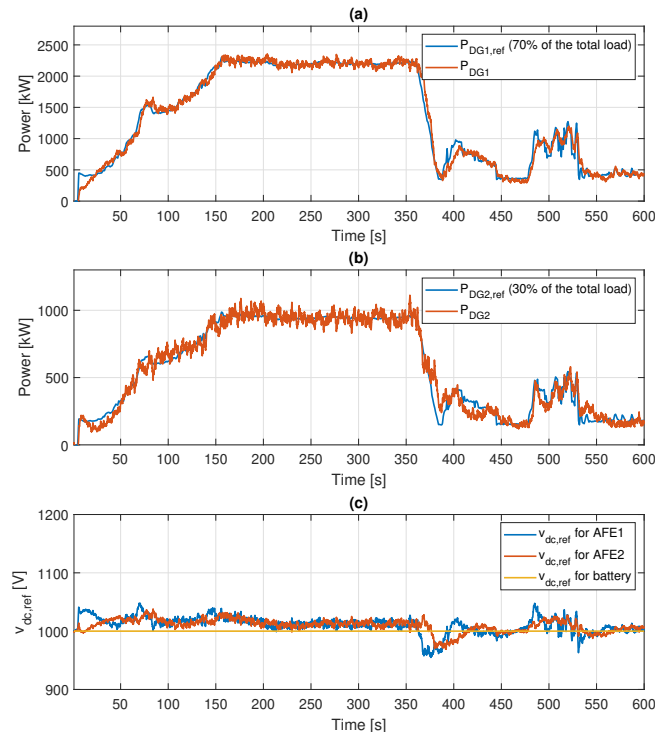 (a)
2500
2000
1500
1000
500
0
Power [kW]
P_DG1,ref (70% of the total load)
P_DG1
50 100 150 200 250 300 350 400 450 500 550 600
Time [s]
(b)
1000
500
0
Power [kW]
P_DG2,ref (30% of the total load)
P_DG2
50 100 150 200 250 300 350 400 450 500 550 600
Time [s]
(c)
1200
1100
1000
900
v_dc,ref [V]
v_dc,ref for AFE1
v_dc,ref for AFE2
v_dc,ref for battery
50 100 150 200 250 300 350 400 450 500 550 600
Time [s]